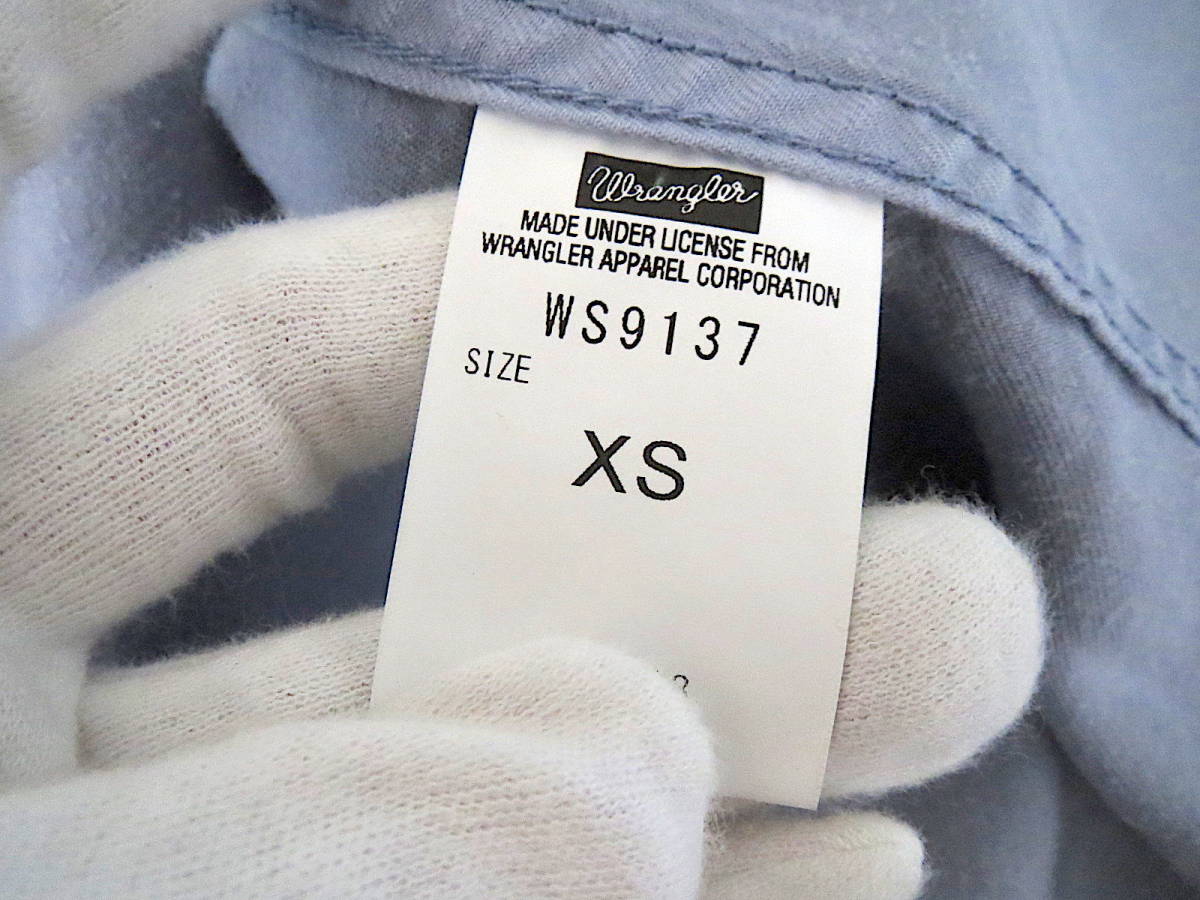 Wrangler
MADE UNDER LICENSE FROM
WRANGLER APPAREL CORPORATION
WS9137
SIZE
XS